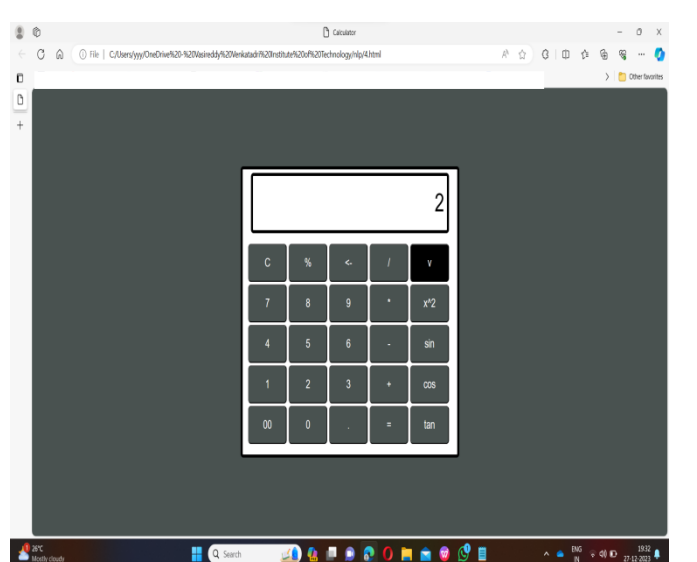 Calculator
File | C:/Users/yyy/OneDrive%20-%20Vasireddy%20Venkatadri%20Institute%20of%20Technology/nlp/4.html
Other favorites
2
C % <- / v
7 8 9 * x^2
4 5 6 - sin
1 2 3 + cos
00 0 . = tan
26°C
Mostly cloudy
Search
ENG
IN
1932
27-12-2023